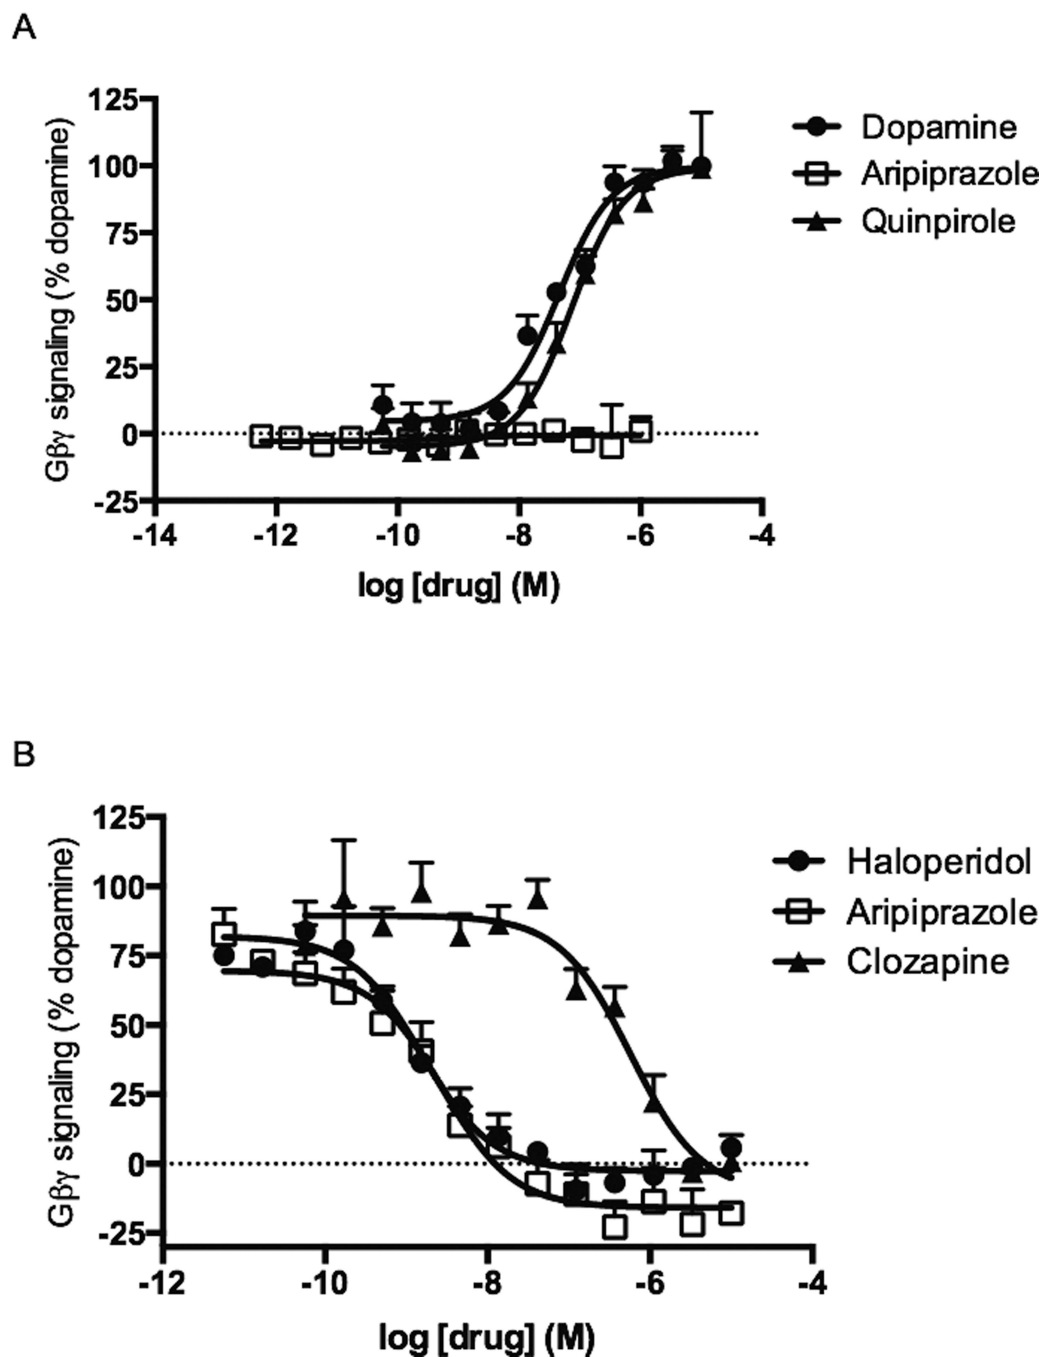 A
Gβγ signaling (% dopamine)
125
100
75
50
25
0
-25
-14 -12 -10 -8 -6 -4
log [drug] (M)
Dopamine
Aripiprazole
Quinpirole
B
Gβγ signaling (% dopamine)
125
100
75
50
25
0
-25
-12 -10 -8 -6 -4
log [drug] (M)
Haloperidol
Aripiprazole
Clozapine